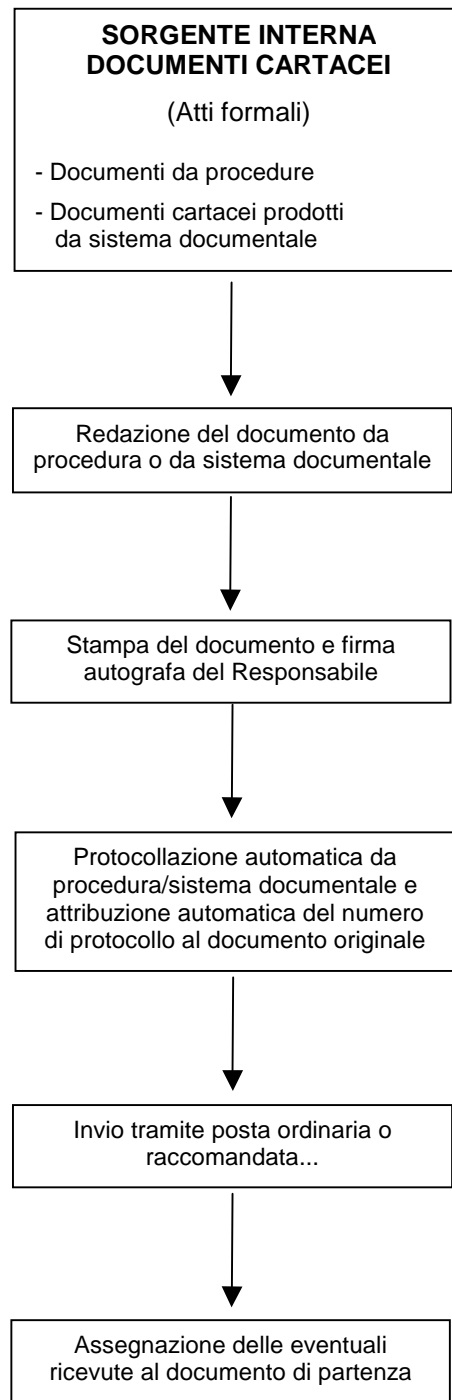 SORGENTE INTERNA
DOCUMENTI CARTACEI
(Atti formali)
- Documenti da procedure
- Documenti cartacei prodotti
da sistema documentale
Redazione del documento da
procedura o da sistema documentale
Stampa del documento e firma
autografa del Responsabile
Protocollazione automatica da
procedura/sistema documentale e
attribuzione automatica del numero
di protocollo al documento originale
Invio tramite posta ordinaria o
raccomandata...
Assegnazione delle eventuali
ricevute al documento di partenza